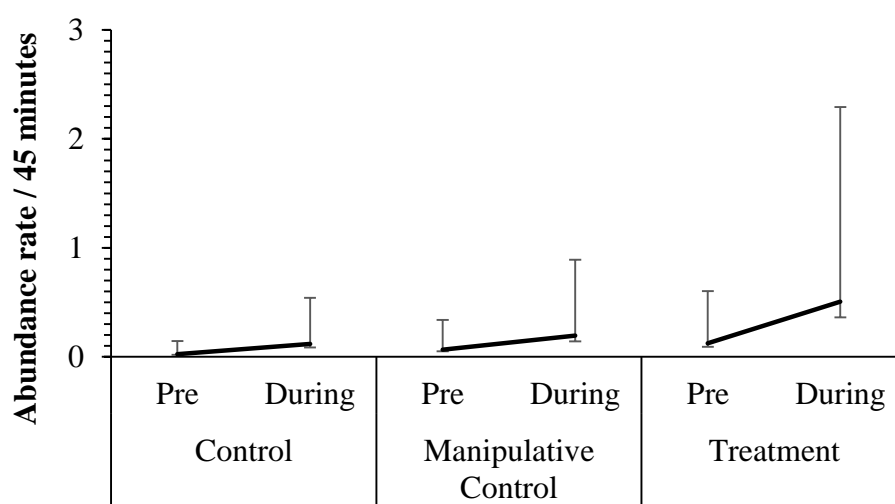 Abundance rate / 45 minutes
3
2
1
0
Pre During Pre During Pre During
Control Manipulative Control Treatment